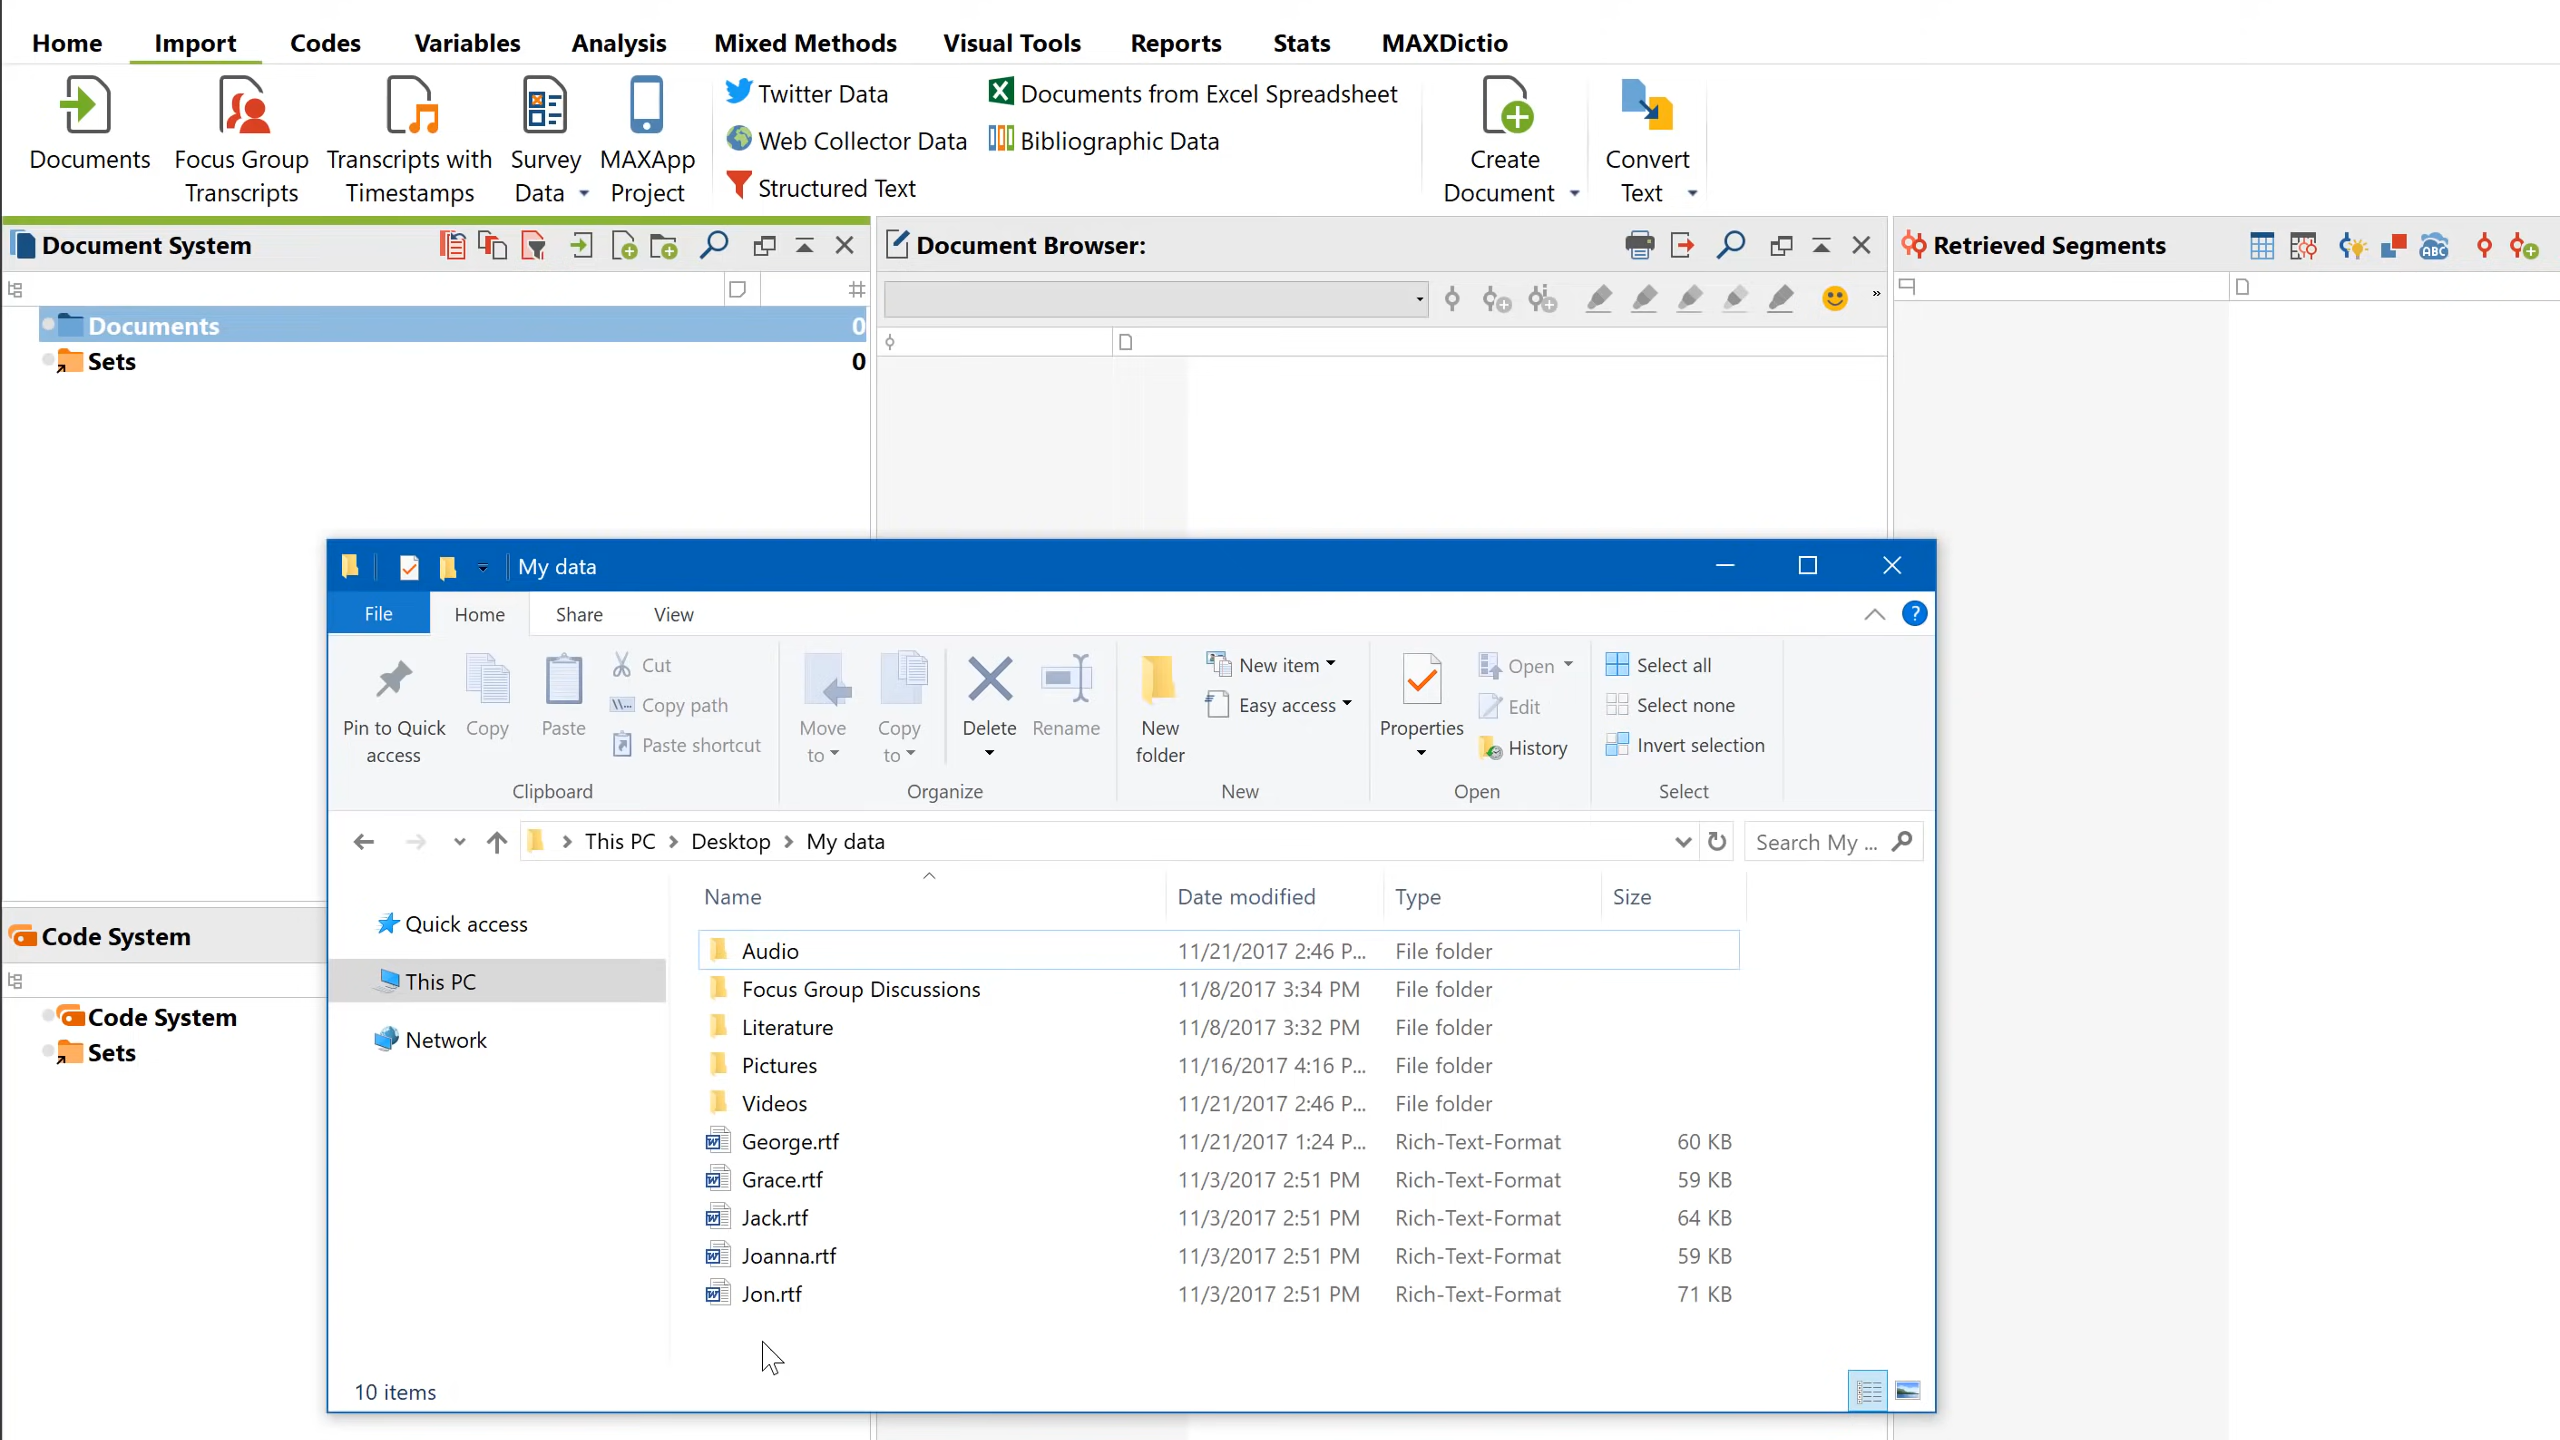 Home Import Codes Variables Analysis Mixed Methods Visual Tools Reports Stats MAXDictio
Documents
Focus Group
Transcripts
Transcripts with
Timestamps
Survey
Data
MAXApp
Project
Twitter Data
Web Collector Data
Structured Text
Documents from Excel Spreadsheet
Bibliographic Data
Create
Document
Convert
Text
Document System
Documents 0
Sets 0
Document Browser:
Retrieved Segments
ABC
Code System
Code System
Sets
My data
File Home Share View
Pin to Quick
access
Copy
Paste
Cut
Copy path
Paste shortcut
Clipboard
Move
to
Copy
to
Delete
Rename
Organize
New
folder
New item
Easy access
New
Properties
Open
Edit
History
Open
Select all
Select none
Invert selection
Select
This PC Desktop My data
Search My ...
Quick access
This PC
Network
Name Date modified Type Size
Audio 11/21/2017 2:46 P... File folder
Focus Group Discussions 11/8/2017 3:34 PM File folder
Literature 11/8/2017 3:32 PM File folder
Pictures 11/16/2017 4:16 P... File folder
Videos 11/21/2017 2:46 P... File folder
George.rtf 11/21/2017 1:24 P... Rich-Text-Format 60 KB
Grace.rtf 11/3/2017 2:51 PM Rich-Text-Format 59 KB
Jack.rtf 11/3/2017 2:51 PM Rich-Text-Format 64 KB
Joanna.rtf 11/3/2017 2:51 PM Rich-Text-Format 59 KB
Jon.rtf 11/3/2017 2:51 PM Rich-Text-Format 71 KB
10 items